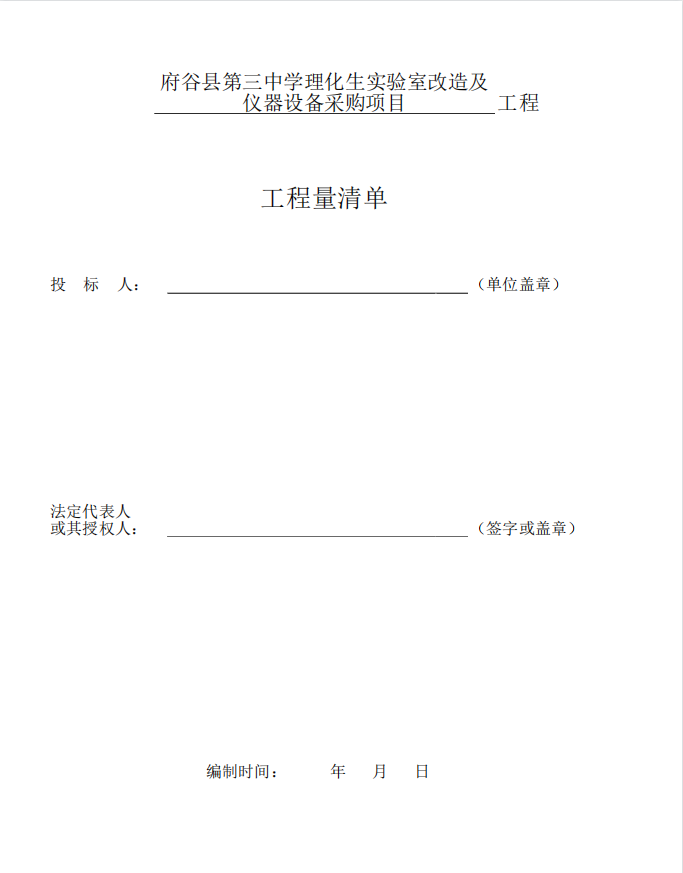 府谷县第三中学理化生实验室改造及
仪器设备采购项目 工程
工程量清单
投 标 人： （单位盖章）
法定代表人
或其授权人： （签字或盖章）
编制时间： 年 月 日